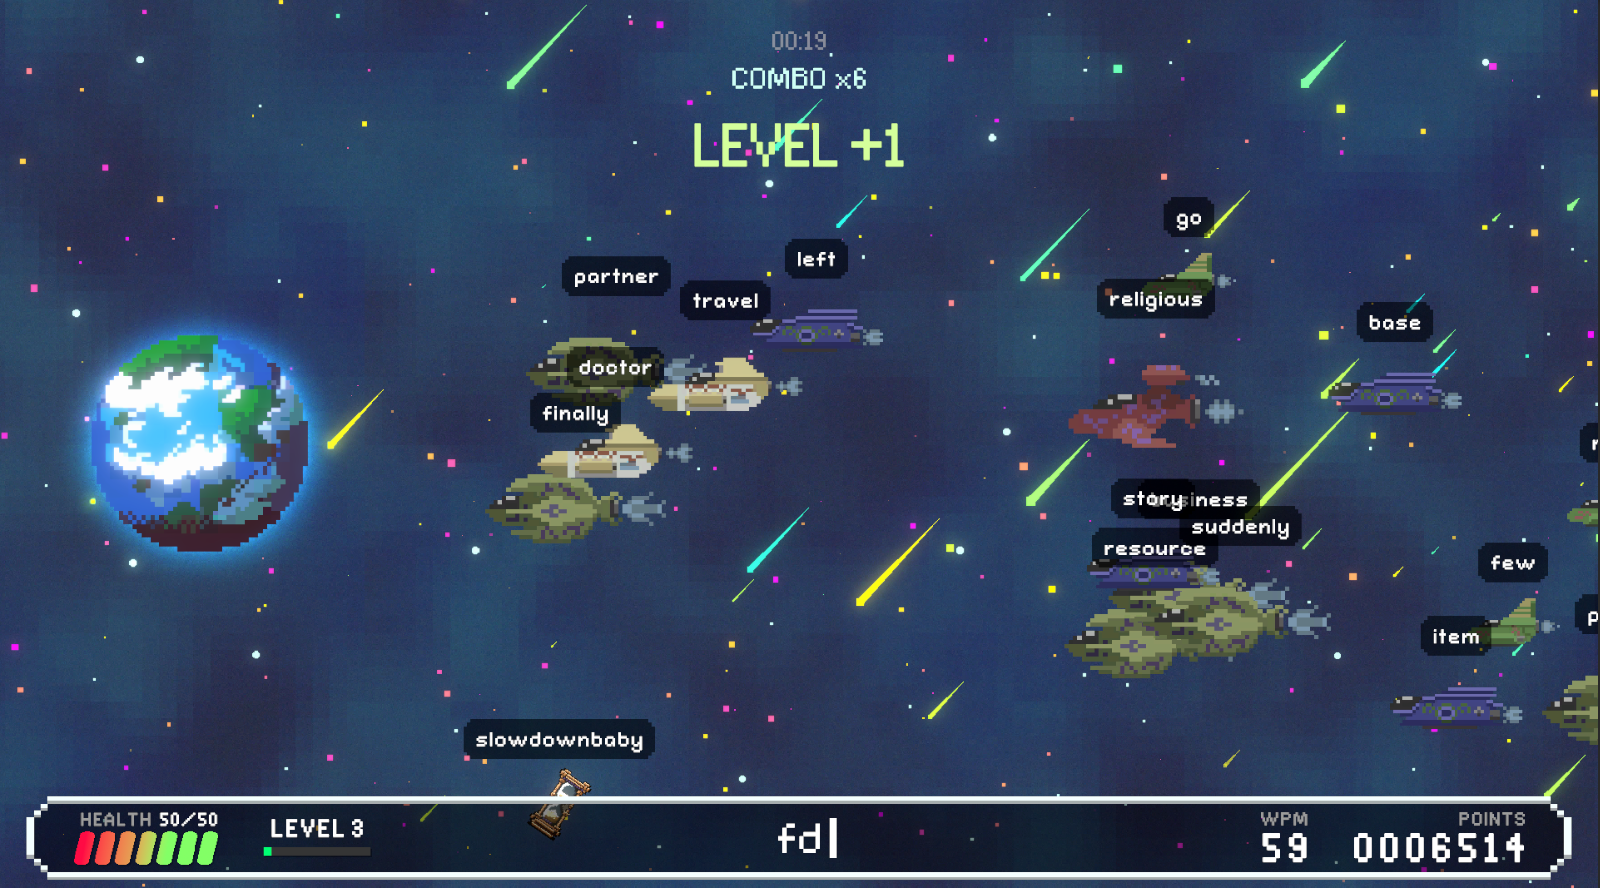 00:19
COMBO x6
LEVEL +1
go
left
partner
travel
religious
base
doctor
finally
story
suddenly
resource
few
item
slowdownbaby
HEALTH 50/50
LEVEL 3
fd
WPM
59
POINTS
0006514